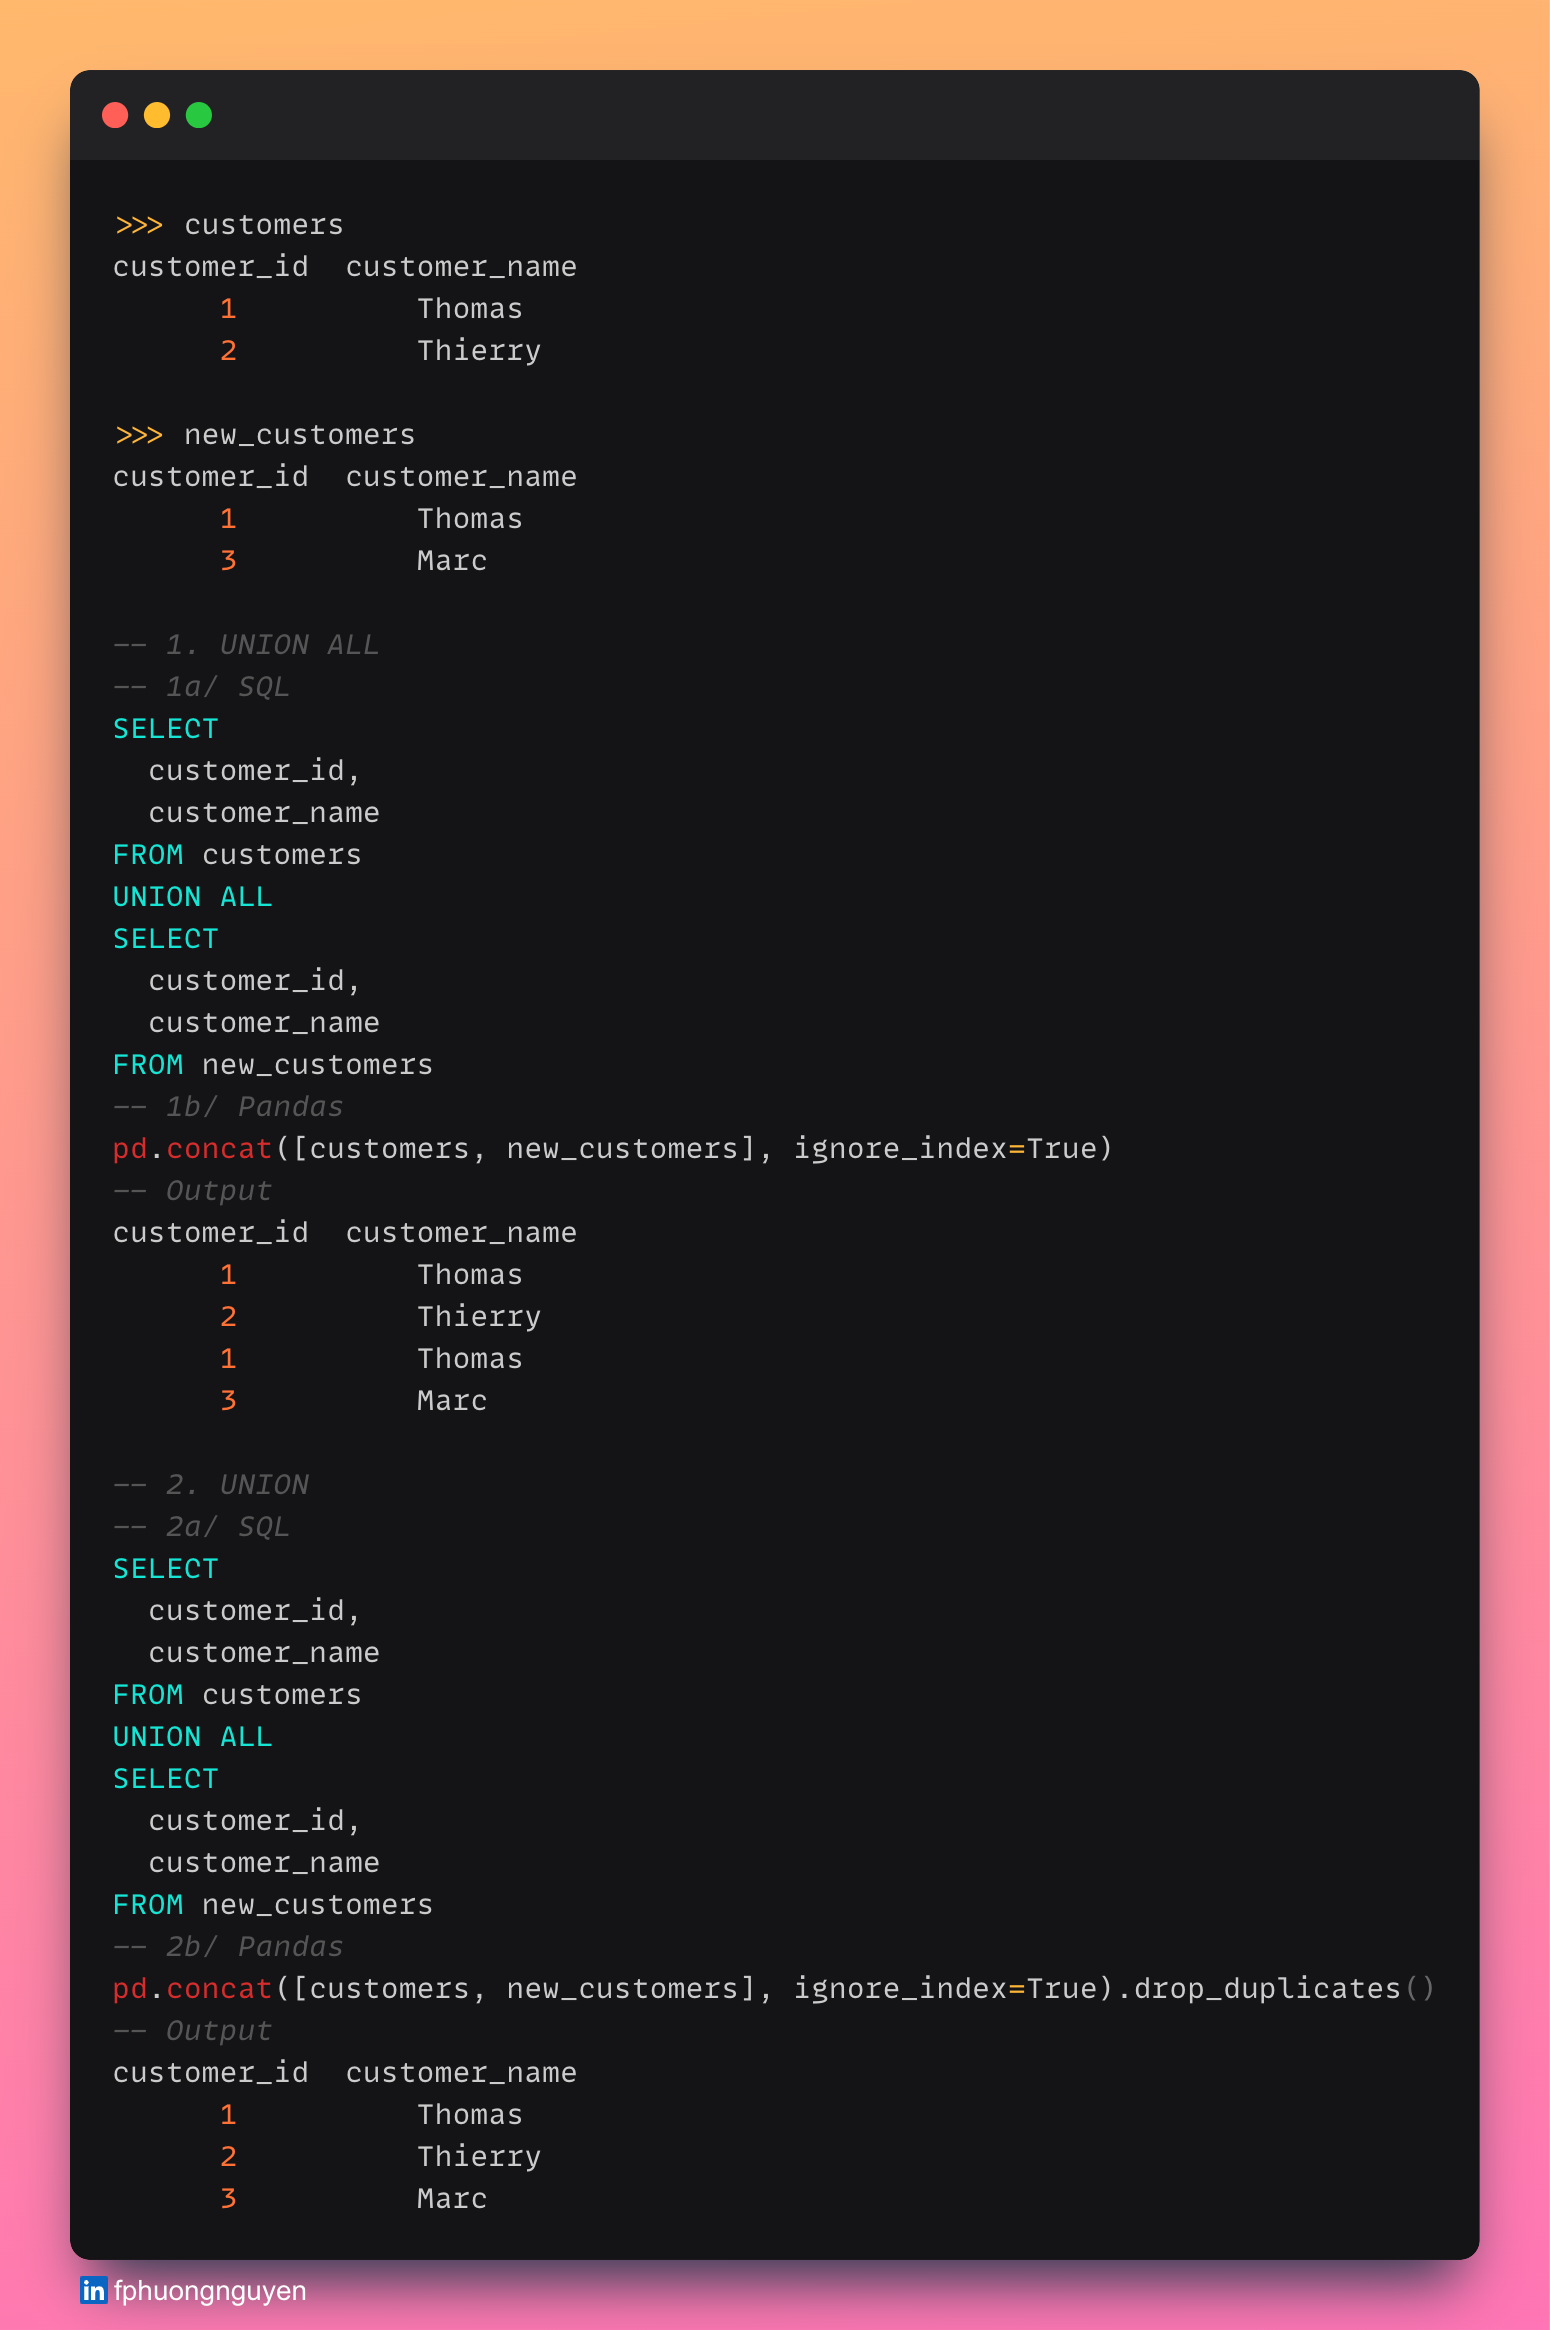 >>> customers
customer_id  customer_name
      1          Thomas
      2          Thierry

>>> new_customers
customer_id  customer_name
      1          Thomas
      3          Marc

-- 1. UNION ALL
-- 1a/ SQL
SELECT
  customer_id,
  customer_name
FROM customers
UNION ALL
SELECT
  customer_id,
  customer_name
FROM new_customers
-- 1b/ Pandas
pd.concat([customers, new_customers], ignore_index=True)
-- Output
customer_id  customer_name
      1          Thomas
      2          Thierry
      1          Thomas
      3          Marc

-- 2. UNION
-- 2a/ SQL
SELECT
  customer_id,
  customer_name
FROM customers
UNION ALL
SELECT
  customer_id,
  customer_name
FROM new_customers
-- 2b/ Pandas
pd.concat([customers, new_customers], ignore_index=True).drop_duplicates()
-- Output
customer_id  customer_name
      1          Thomas
      2          Thierry
      3          Marc
in fphuongnguyen